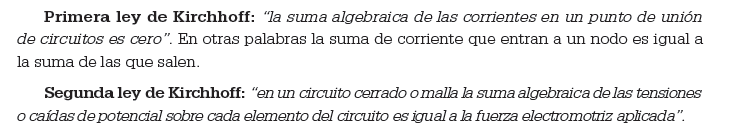 Primera ley de Kirchhoff: “la suma algebraica de las corrientes en un punto de unión
de circuitos es cero”. En otras palabras la suma de corriente que entran a un nodo es igual a
la suma de las que salen.
Segunda ley de Kirchhoff: “en un circuito cerrado o malla la suma algebraica de las tensiones
o caídas de potencial sobre cada elemento del circuito es igual a la fuerza electromotriz aplicada”.